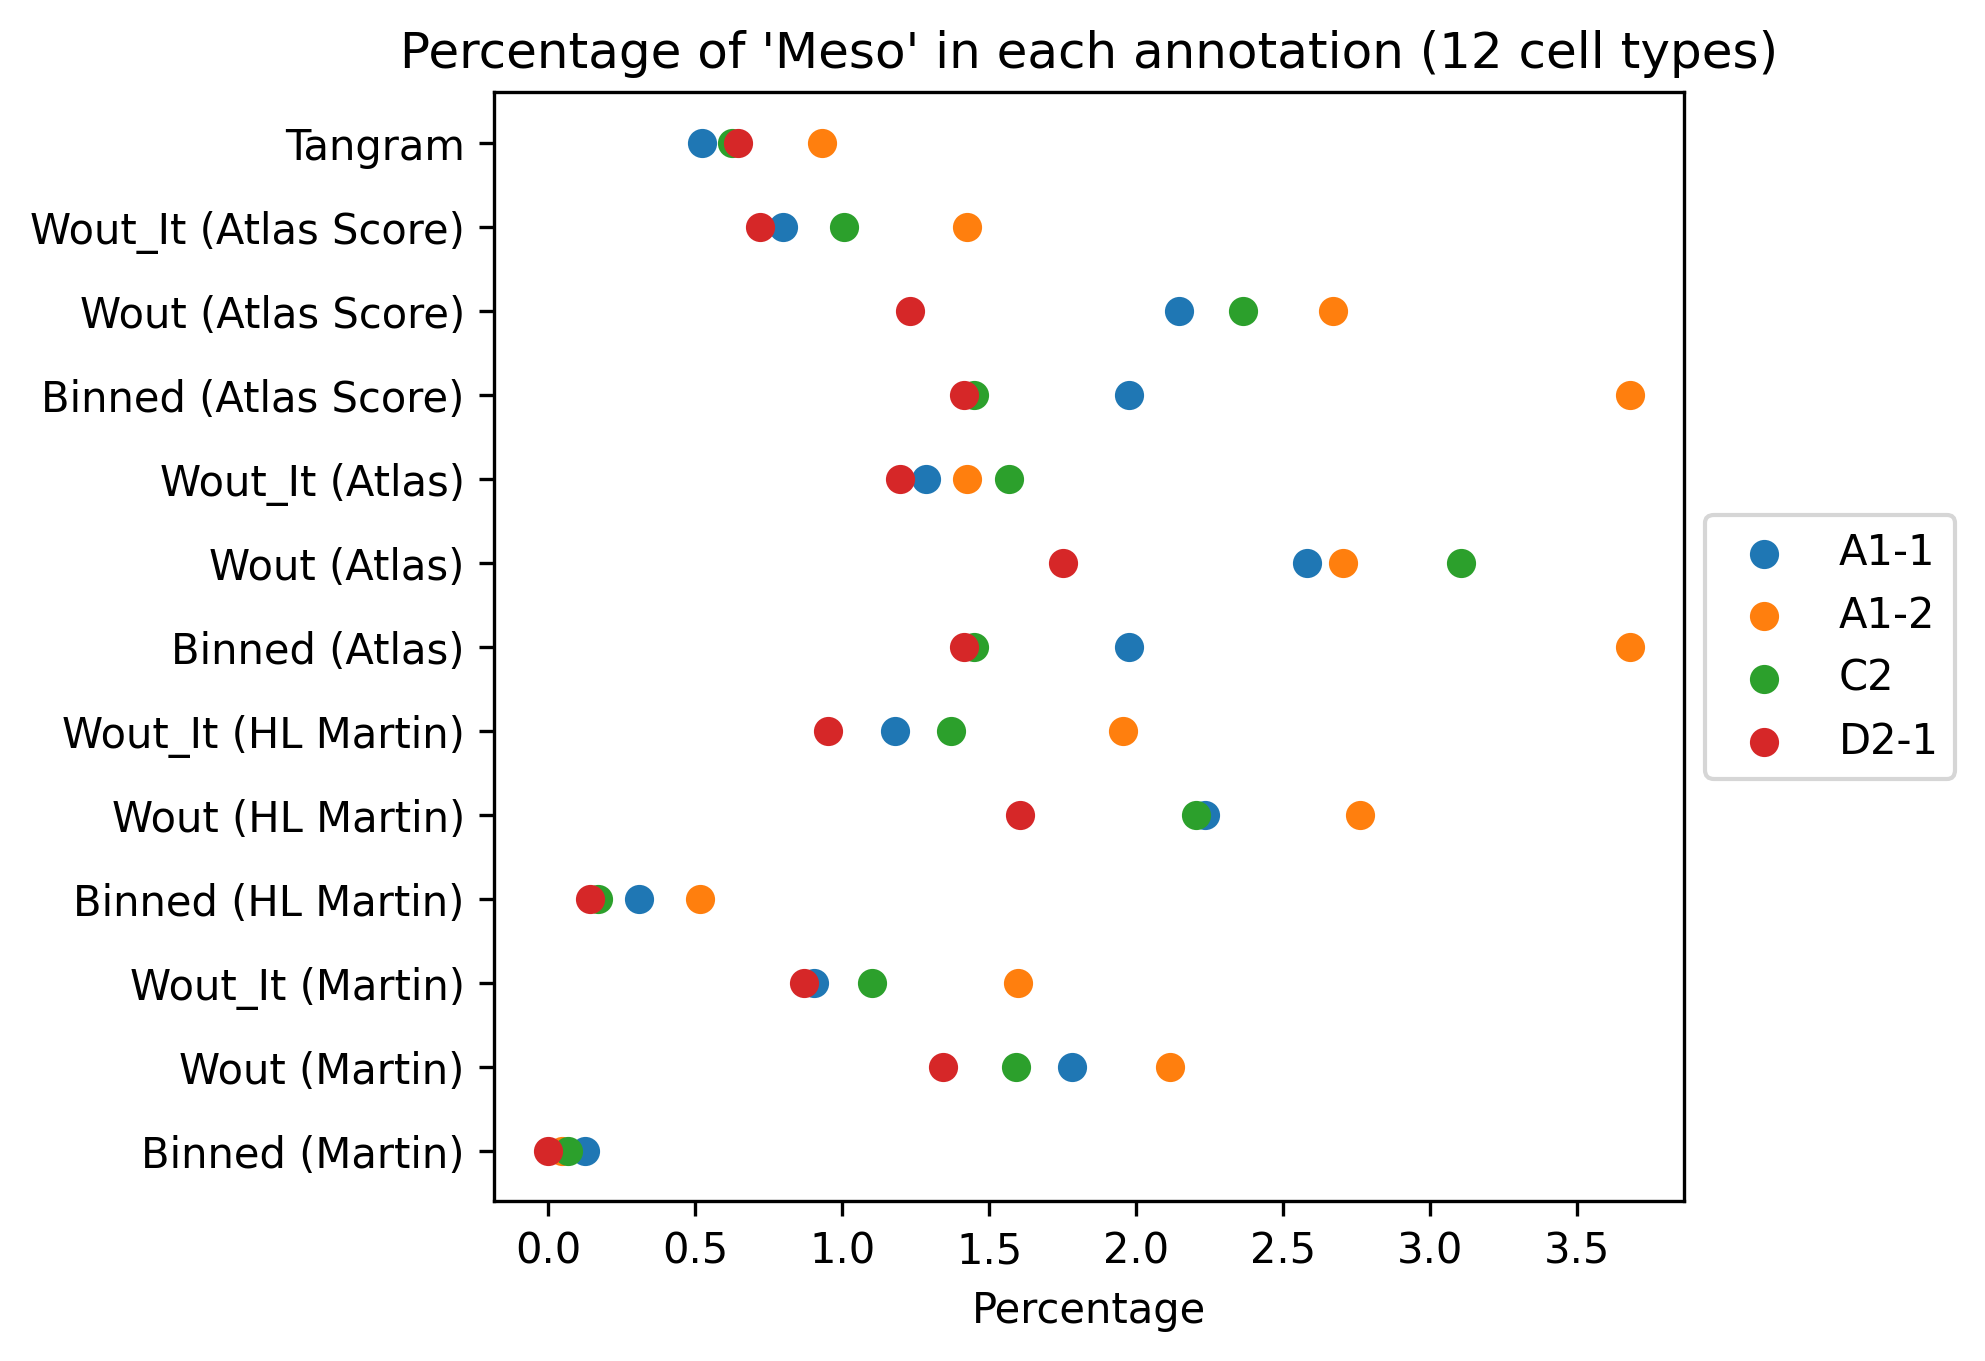 Percentage of 'Meso' in each annotation (12 cell types)
Tangram
Wout_It (Atlas Score)
Wout (Atlas Score)
Binned (Atlas Score)
Wout_It (Atlas)
Wout (Atlas)
Binned (Atlas)
Wout_It (HL Martin)
Wout (HL Martin)
Binned (HL Martin)
Wout_It (Martin)
Wout (Martin)
Binned (Martin)
0.0 0.5 1.0 1.5 2.0 2.5 3.0 3.5
Percentage
A1-1
A1-2
C2
D2-1